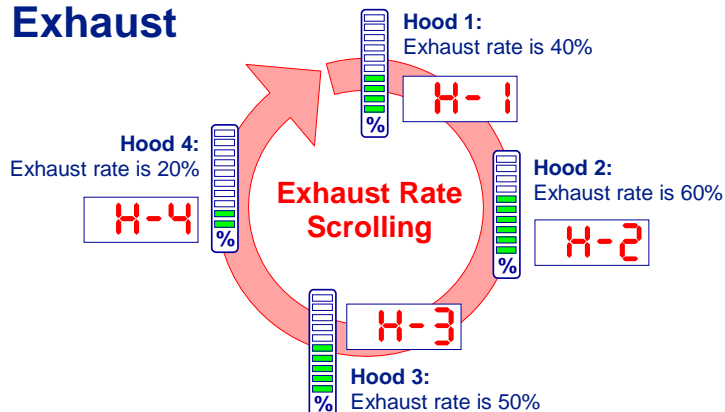 Exhaust
Hood 1:
Exhaust rate is 40%
H-1
%
Hood 2:
Exhaust rate is 60%
H-2
%
Hood 3:
Exhaust rate is 50%
H-3
%
Hood 4:
Exhaust rate is 20%
H-4
%
Exhaust Rate
Scrolling